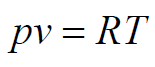 pv = RT